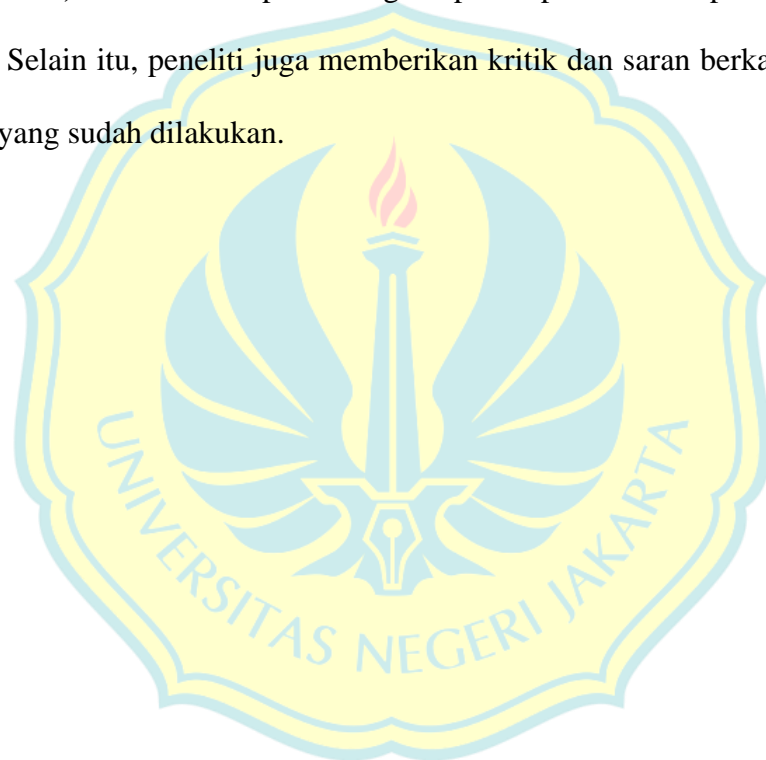 Selain itu, peneliti juga memberikan kritik dan saran berka
yang sudah dilakukan.
UNIVERSITAS NEGERI JAKARTA